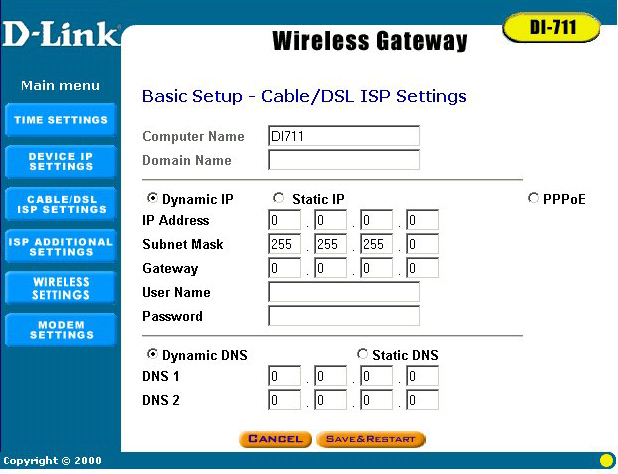 D-Link
Wireless Gateway
DI-711
Main menu
TIME SETTINGS
DEVICE IP
SETTINGS
CABLE/DSL
ISP SETTINGS
ISP ADDITIONAL
SETTINGS
WIRELESS
SETTINGS
MODEM
SETTINGS
Basic Setup - Cable/DSL ISP Settings
Computer Name DI711
Domain Name
Dynamic IP Static IP PPPoE
IP Address 0 . 0 . 0 . 0
Subnet Mask 255 . 255 . 255 . 0
Gateway 0 . 0 . 0 . 0
User Name
Password
Dynamic DNS Static DNS
DNS 1 0 . 0 . 0 . 0
DNS 2 0 . 0 . 0 . 0
CANCEL SAVE&RESTART
Copyright © 2000